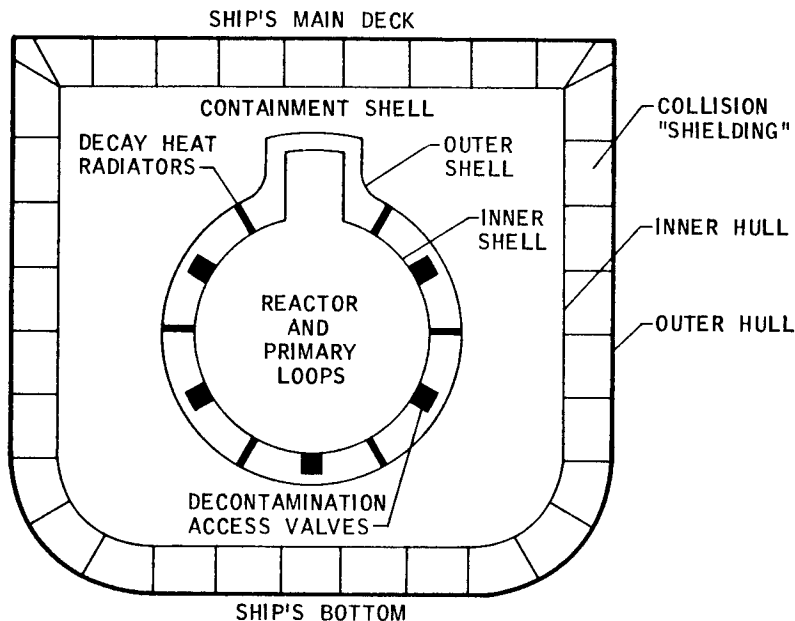 SHIP'S MAIN DECK
CONTAINMENT SHELL
DECAY HEAT
RADIATORS
OUTER
SHELL
COLLISION
"SHIELDING"
INNER
SHELL
INNER HULL
REACTOR
AND
PRIMARY
LOOPS
OUTER HULL
DECONTAMINATION
ACCESS VALVES
SHIP'S BOTTOM